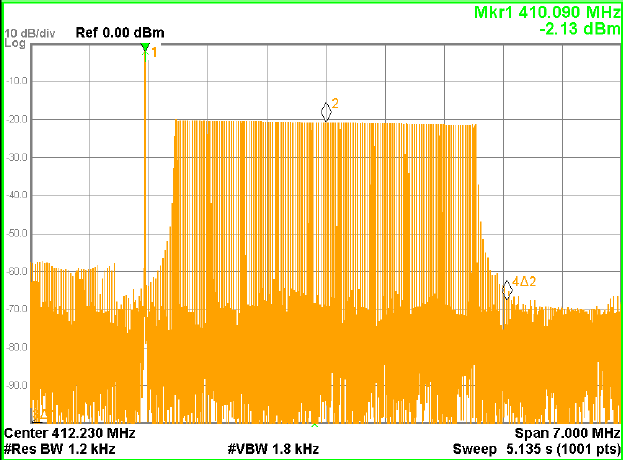 Mkr1 410.090 MHz
-2.13 dBm
10 dB/div
Ref 0.00 dBm
Log
1
-10.0
2
-20.0
-30.0
-40.0
-50.0
-60.0
4Δ2
-70.0
-80.0
-90.0
Center 412.230 MHz
Span 7.000 MHz
#Res BW 1.2 kHz
#VBW 1.8 kHz
Sweep 5.135 s (1001 pts)